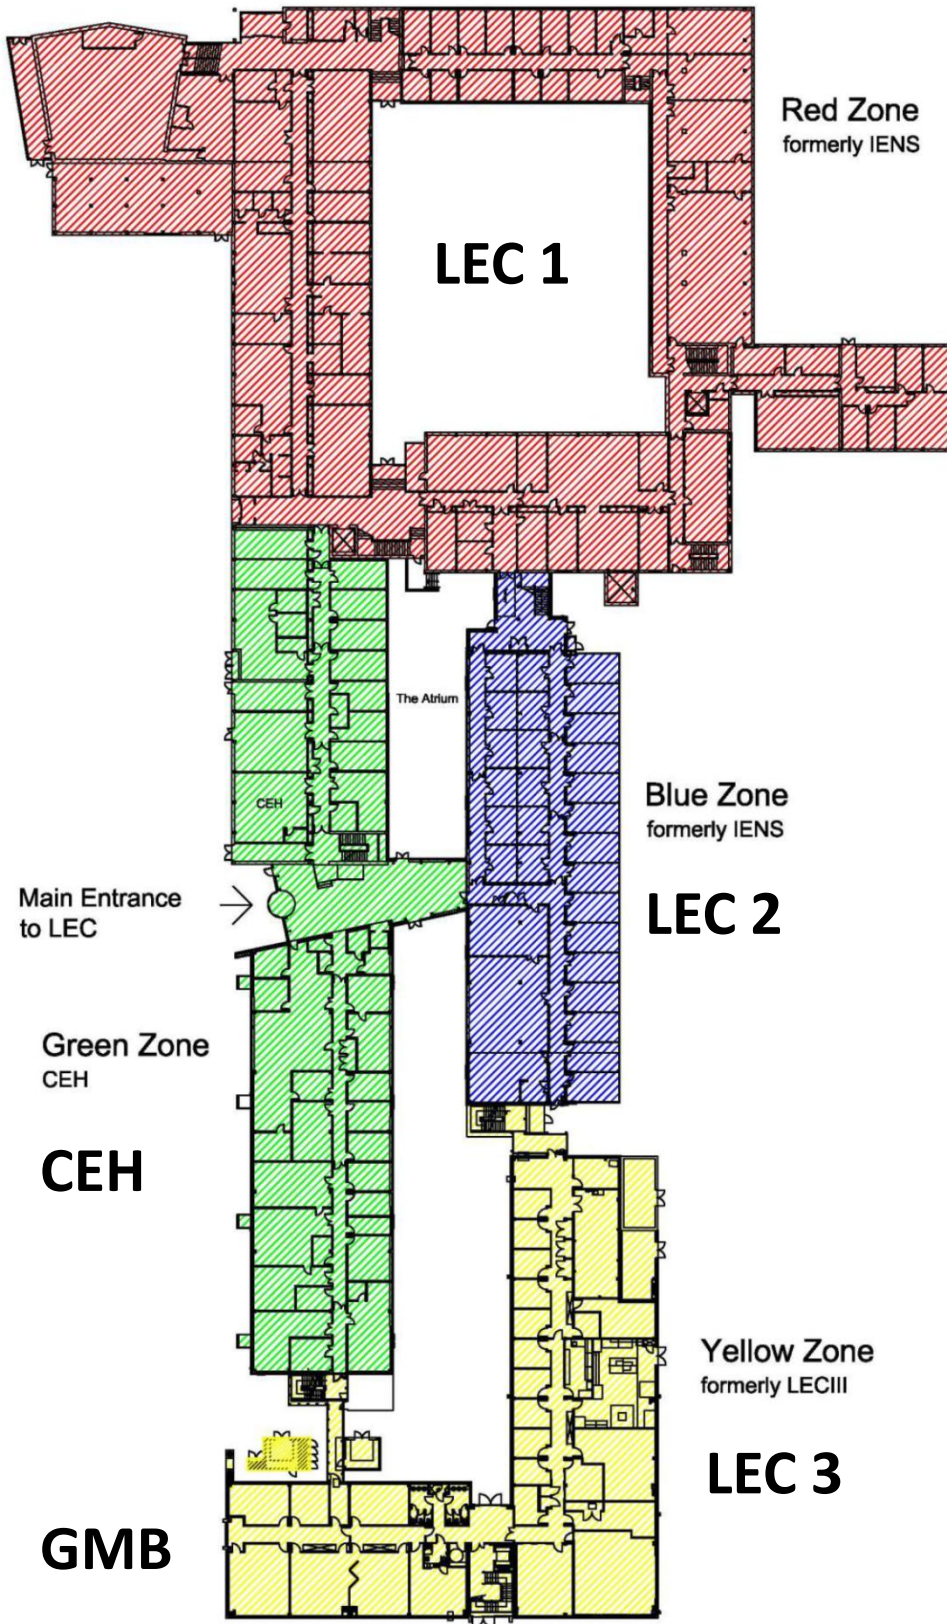 Red Zone
formerly IENS
LEC 1
The Atrium
CEH
Blue Zone
formerly IENS
Main Entrance
to LEC
LEC 2
Green Zone
CEH
CEH
Yellow Zone
formerly LECIII
LEC 3
GMB